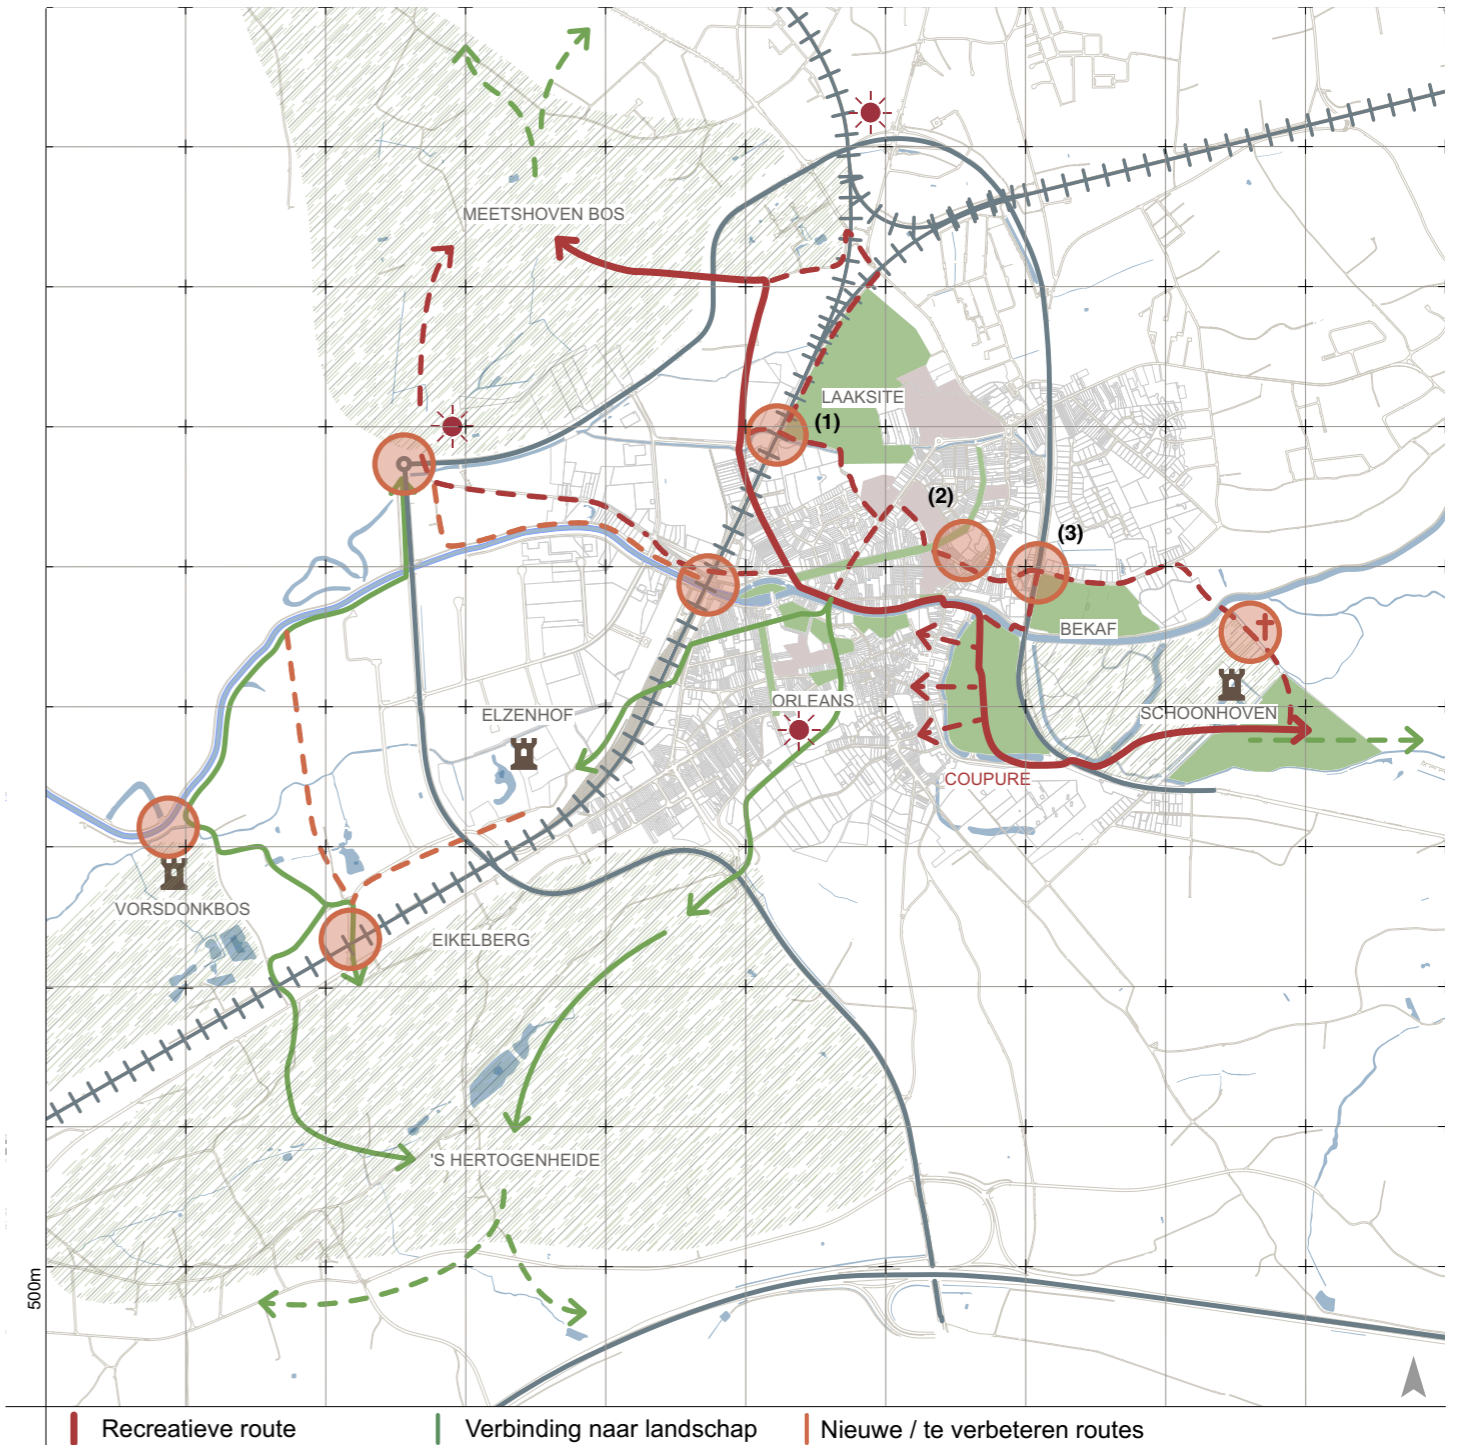 MEETSHOVEN BOS
LAAKSITE
(1)
(2)
(3)
BEKAF
ORLEANS
SCHOONHOVEN
ELZENHOF
COUPURE
VORSDONKBOS
EIKELBERG
'S HERTOGENHEIDE
500m
Recreatieve route
Verbinding naar landschap
Nieuwe / te verbeteren routes